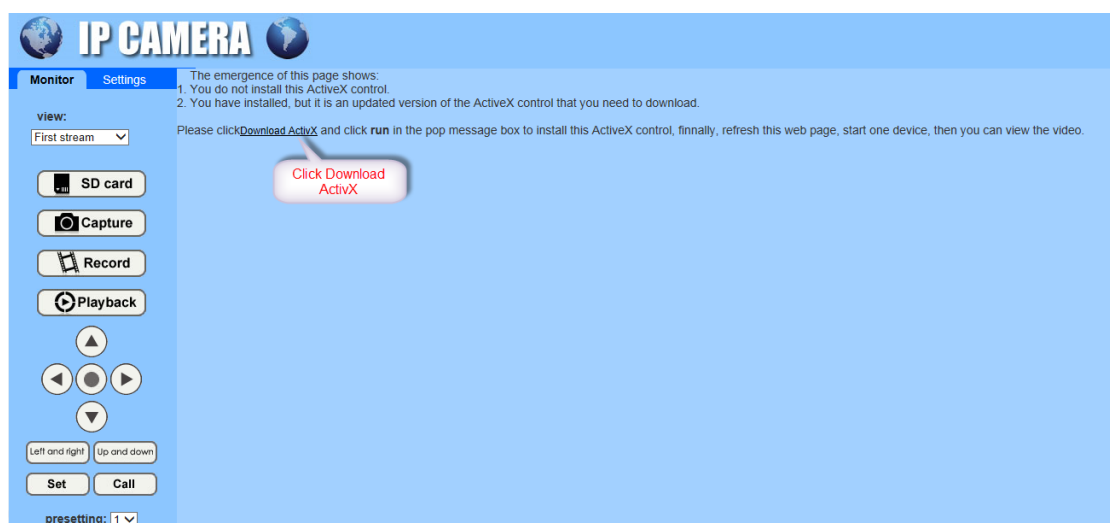 IP CAMERA
Monitor Settings
The emergence of this page shows:
1. You do not install this ActiveX control.
2. You have installed, but it is an updated version of the ActiveX control that you need to download.
Please clickDownload ActivX and click run in the pop message box to install this ActiveX control, finnally, refresh this web page, start one device, then you can view the video.
Click Download
ActivX
view:
First stream
SD card
Capture
Record
Playback
Left and right Up and down
Set Call
presetting: 1